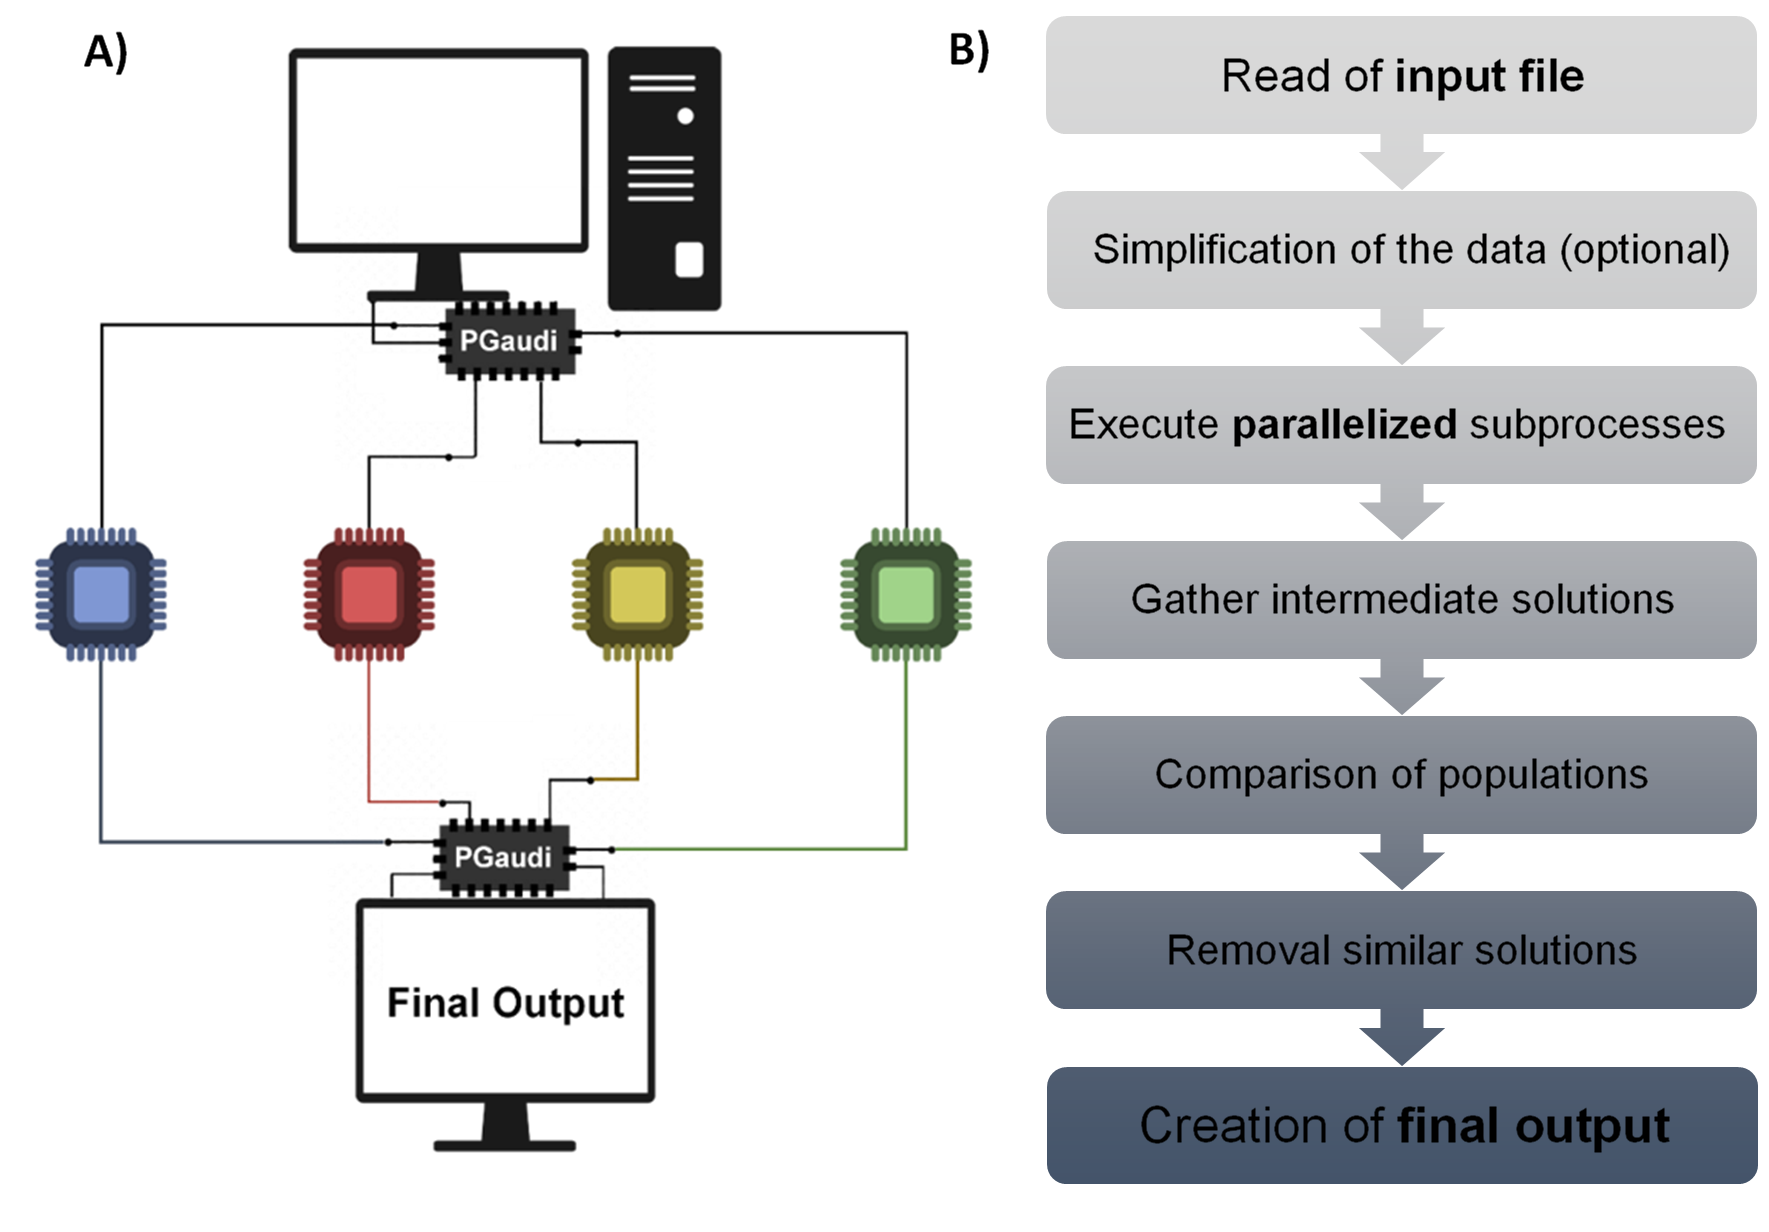 A)
PGaudi
PGaudi
Final Output
B)
Read of input file
Simplification of the data (optional)
Execute parallelized subprocesses
Gather intermediate solutions
Comparison of populations
Removal similar solutions
Creation of final output